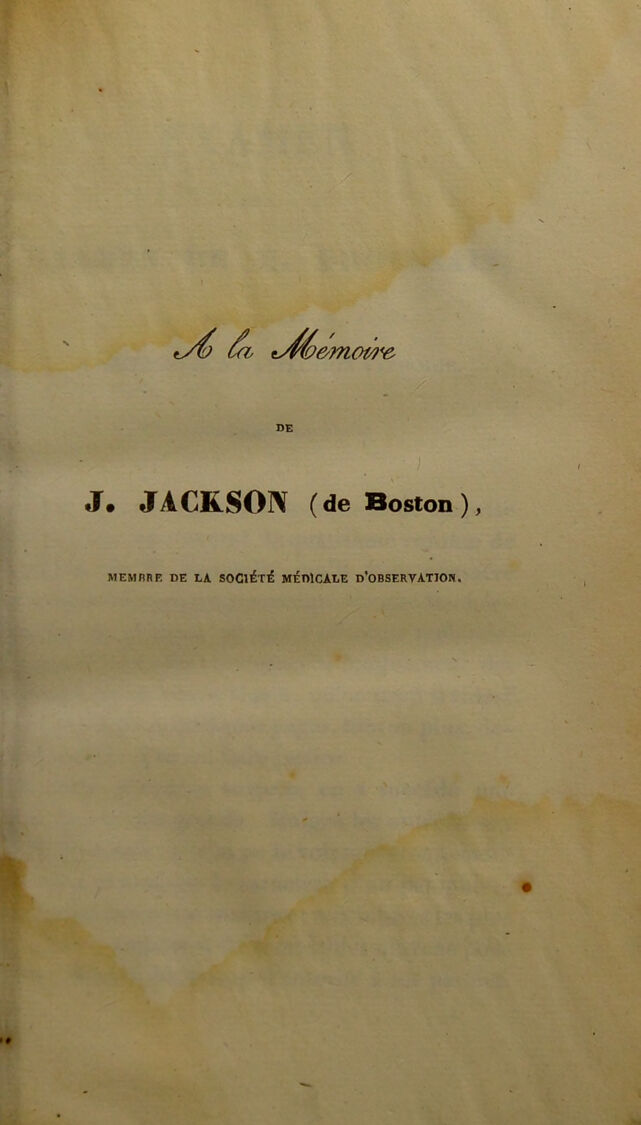 A la Mémoire
DE
J. JACKSON (de Boston),
MEMBRE DE LA SOCIÉTÉ MÉDICALE D'OBSERVATION.